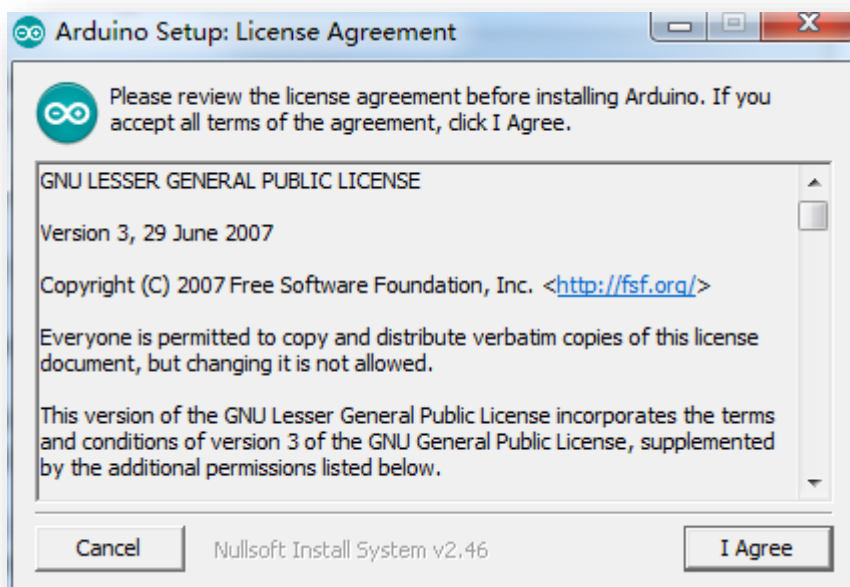 Arduino Setup: License Agreement
Please review the license agreement before installing Arduino. If you
accept all terms of the agreement, click I Agree.
GNU LESSER GENERAL PUBLIC LICENSE
Version 3, 29 June 2007
Copyright (C) 2007 Free Software Foundation, Inc. <http://fsf.org/>
Everyone is permitted to copy and distribute verbatim copies of this license
document, but changing it is not allowed.
This version of the GNU Lesser General Public License incorporates the terms
and conditions of version 3 of the GNU General Public License, supplemented
by the additional permissions listed below.
Cancel
Nullsoft Install System v2.46
I Agree